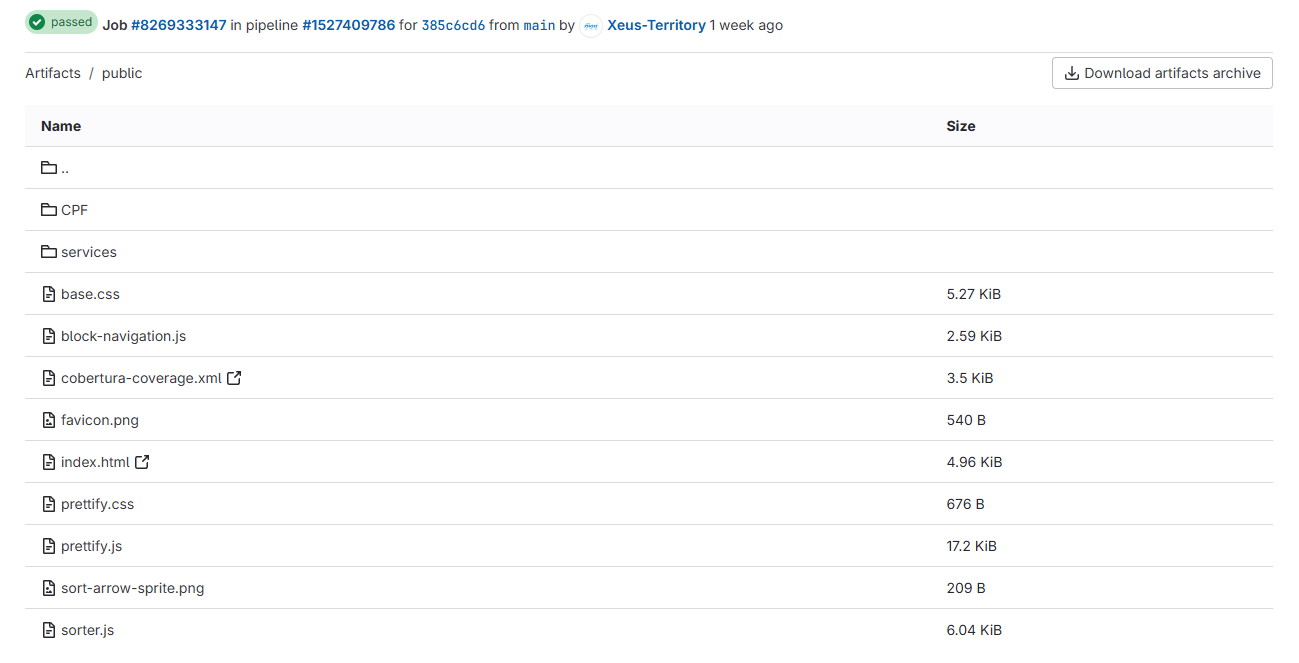 passed Job #8269333147 in pipeline #1527409786 for 385c6cd6 from main by Xeus-Territory 1 week ago
Artifacts / public Download artifacts archive
Name Size
..
CPF
services
base.css 5.27 KiB
block-navigation.js 2.59 KiB
cobertura-coverage.xml 3.5 KiB
favicon.png 540 B
index.html 4.96 KiB
prettify.css 676 B
prettify.js 17.2 KiB
sort-arrow-sprite.png 209 B
sorter.js 6.04 KiB